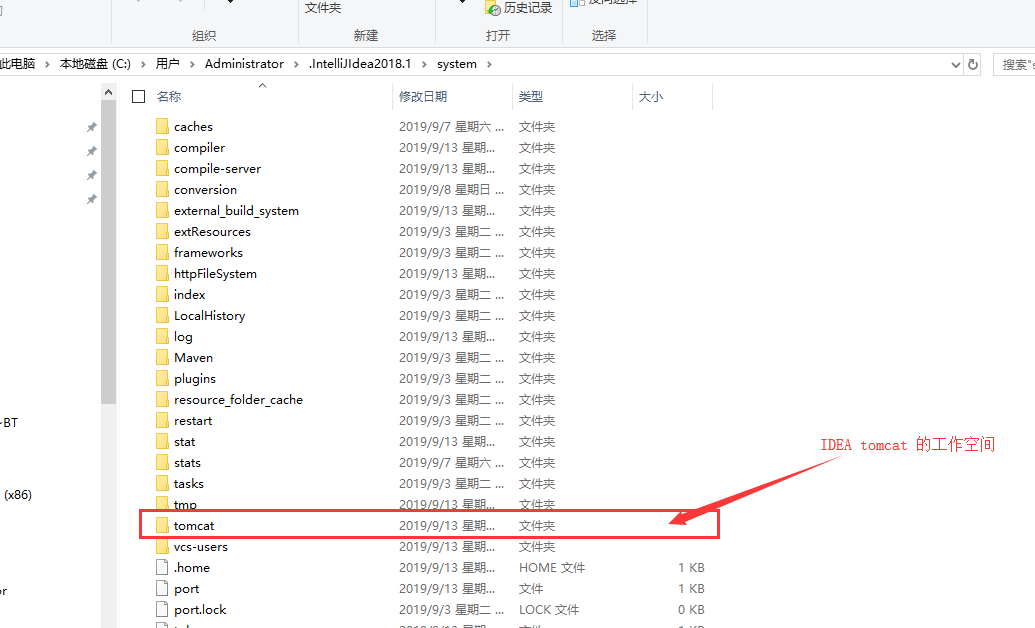 文件夹
历史记录
反向选择
组织
新建
打开
选择
此电脑 > 本地磁盘 (C:) > 用户 > Administrator > .IntelliJIdea2018.1 > system >
搜索"s
名称 修改日期 类型 大小
caches 2019/9/7 星期六 ... 文件夹
compiler 2019/9/13 星期... 文件夹
compile-server 2019/9/13 星期... 文件夹
conversion 2019/9/8 星期日 ... 文件夹
external_build_system 2019/9/13 星期... 文件夹
extResources 2019/9/3 星期二 ... 文件夹
frameworks 2019/9/3 星期二 ... 文件夹
httpFileSystem 2019/9/13 星期... 文件夹
index 2019/9/3 星期二 ... 文件夹
LocalHistory 2019/9/3 星期二 ... 文件夹
log 2019/9/13 星期... 文件夹
Maven 2019/9/3 星期二 ... 文件夹
plugins 2019/9/3 星期二 ... 文件夹
resource_folder_cache 2019/9/3 星期二 ... 文件夹
restart 2019/9/3 星期二 ... 文件夹
-BT
stat 2019/9/13 星期... 文件夹
IDEA tomcat 的工作空间
stats 2019/9/7 星期六 ... 文件夹
tasks 2019/9/3 星期二 ... 文件夹
(x86)
tmp 2019/9/13 星期... 文件夹
tomcat 2019/9/13 星期... 文件夹
vcs-users 2019/9/13 星期... 文件夹
.home 2019/9/13 星期... HOME 文件 1 KB
or
port 2019/9/13 星期... 文件 1 KB
port.lock 2019/9/3 星期二 ... LOCK 文件 0 KB